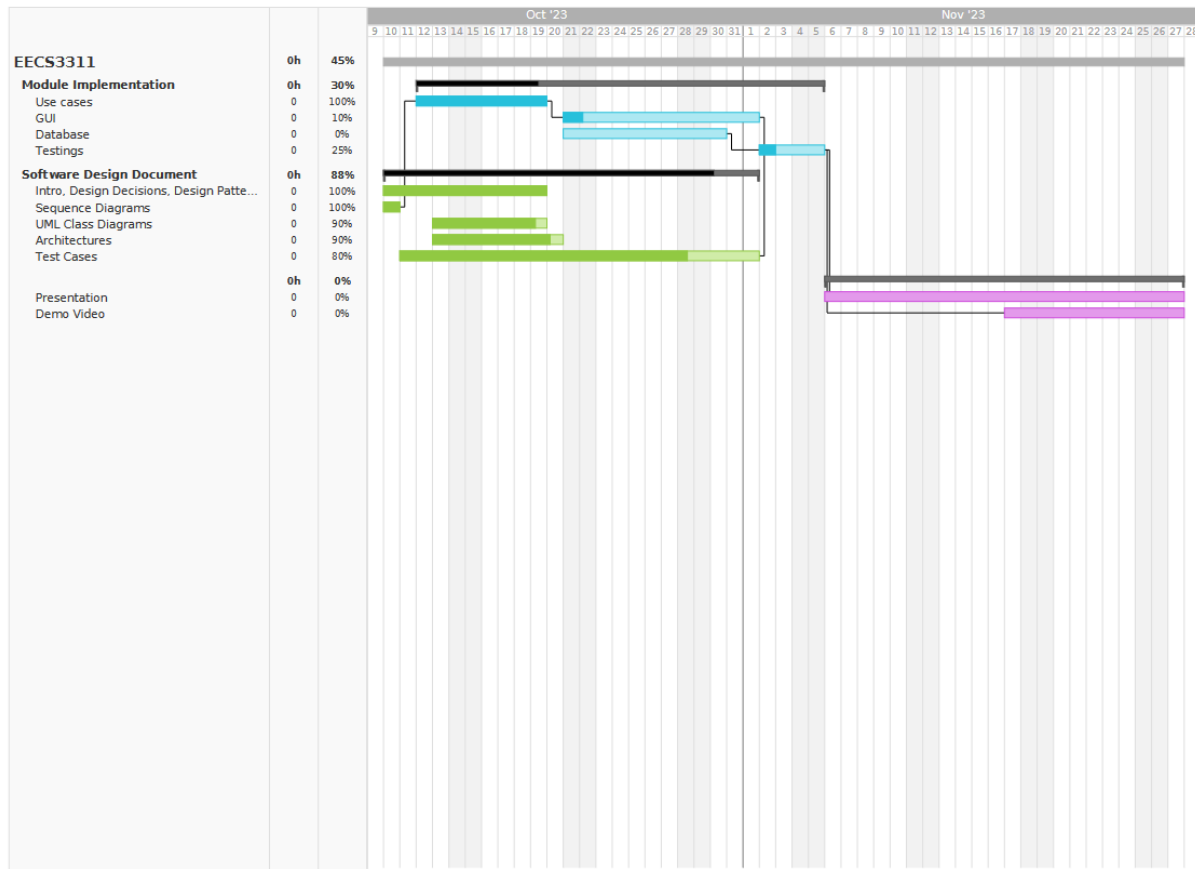 Oct '23 Nov '23
9 10 11 12 13 14 15 16 17 18 19 20 21 22 23 24 25 26 27 28 29 30 31 1 2 3 4 5 6 7 8 9 10 11 12 13 14 15 16 17 18 19 20 21 22 23 24 25 26 27 28
EECS3311 0h 45%
Module Implementation 0h 30%
Use cases 0 100%
GUI 0 10%
Database 0 0%
Testings 0 25%
Software Design Document 0h 88%
Intro, Design Decisions, Design Patte... 0 100%
Sequence Diagrams 0 100%
UML Class Diagrams 0 90%
Architectures 0 90%
Test Cases 0 80%
0h 0%
Presentation 0 0%
Demo Video 0 0%